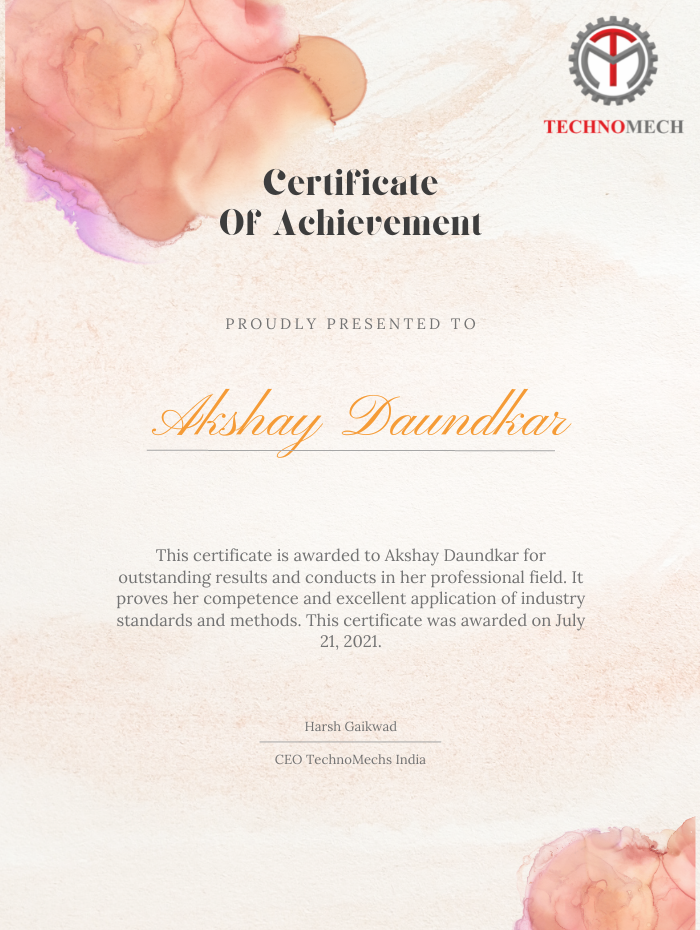 TECHNOMECH
Certificate
Of Achievement
PROUDLY PRESENTED TO
Akshay Daundkar
This certificate is awarded to Akshay Daundkar for
outstanding results and conducts in her professional field. It
proves her competence and excellent application of industry
standards and methods. This certificate was awarded on July
21, 2021.
Harsh Gaikwad
CEO TechnoMechs India